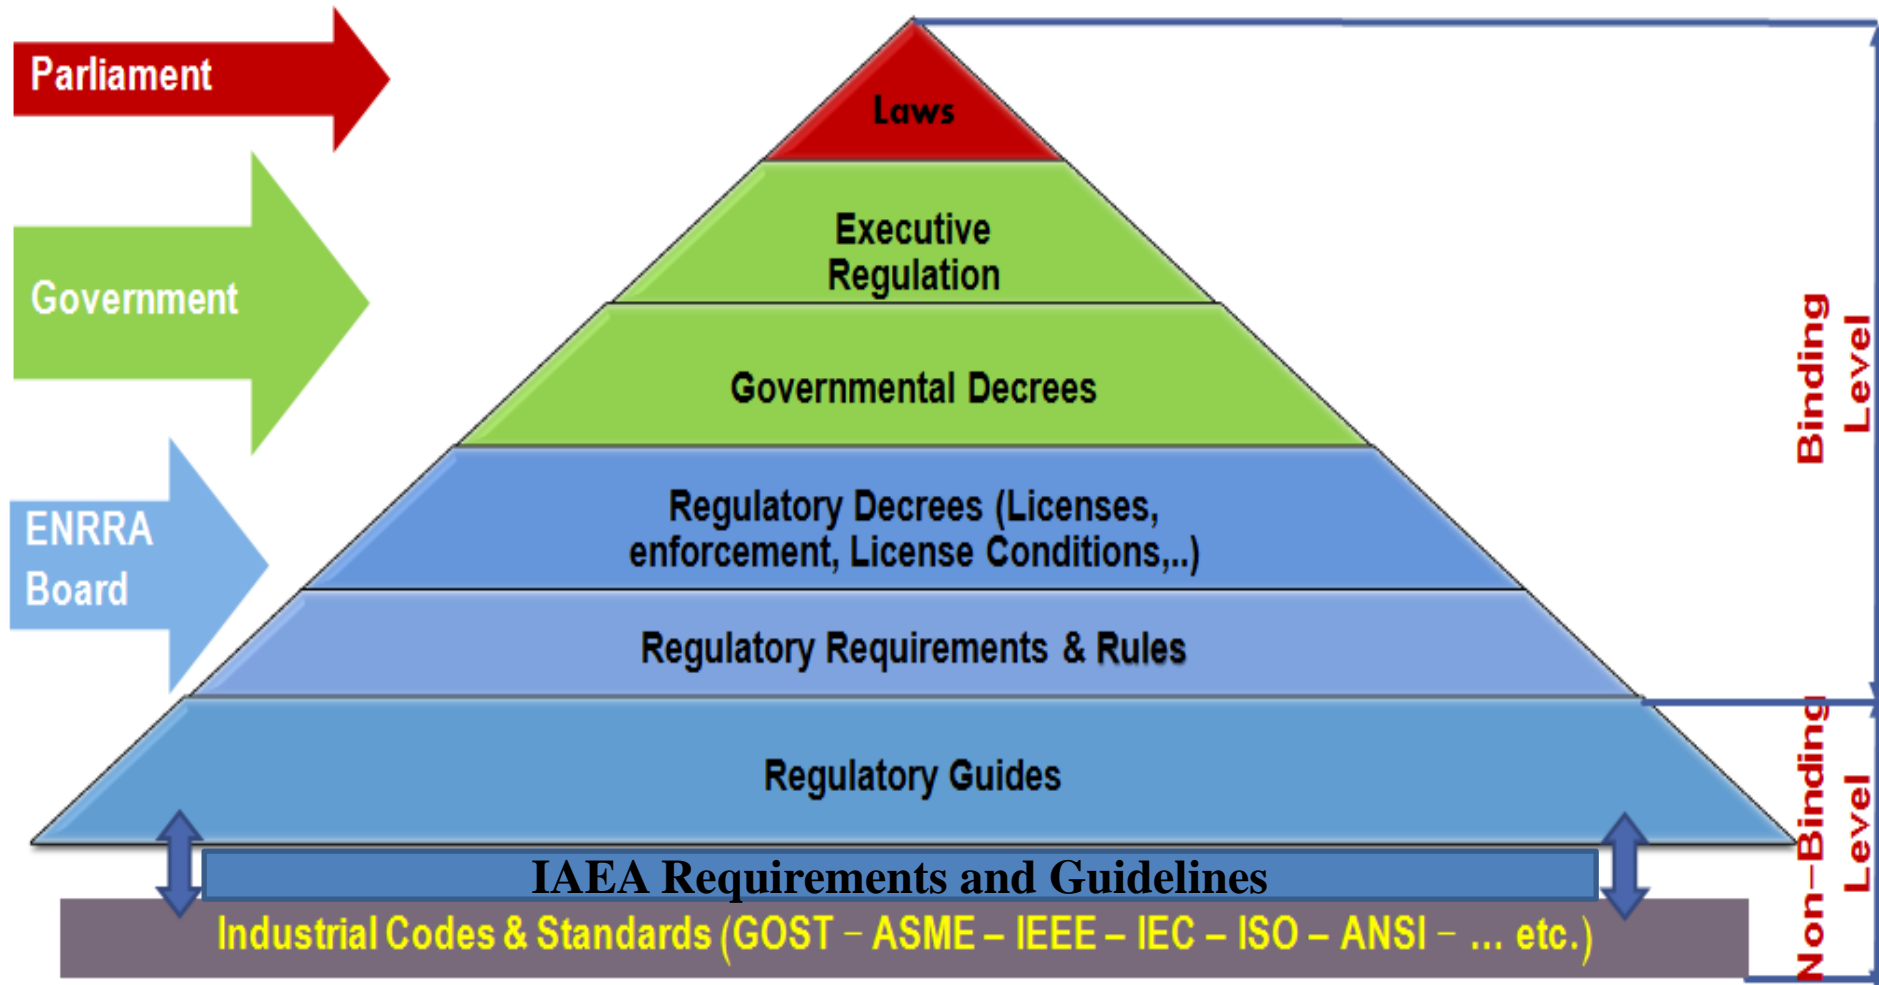 Parliament
Laws
Executive
Regulation
Government
Governmental Decrees
Regulatory Decrees (Licenses,
enforcement, License Conditions,..)
ENRRA
Board
Regulatory Requirements & Rules
Regulatory Guides
IAEA Requirements and Guidelines
Industrial Codes & Standards (GOST – ASME – IEEE – IEC – ISO – ANSI – ... etc.)
Binding
Level
Non–Binding
Level